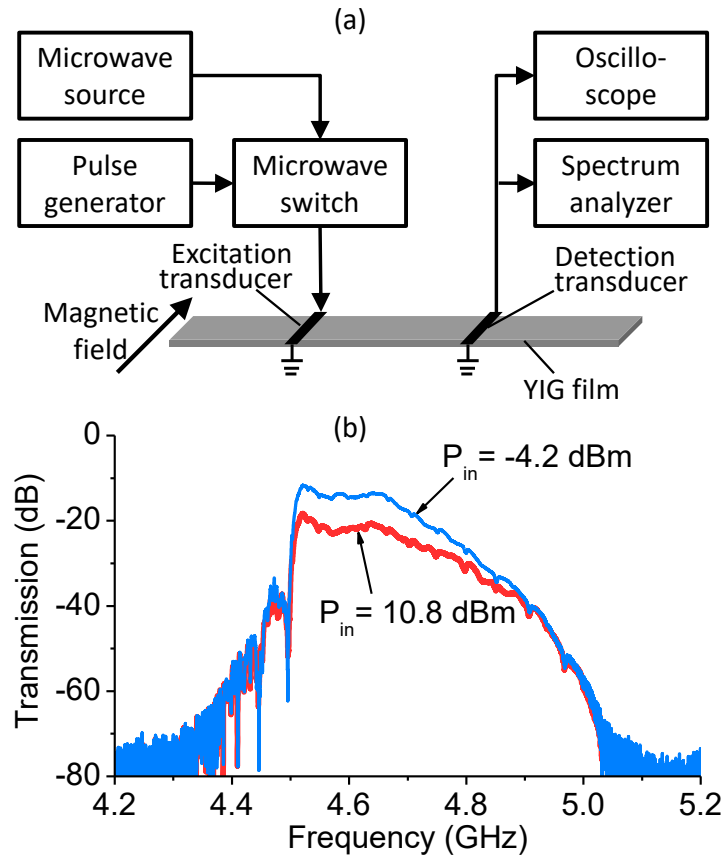 (a)
Microwave
source
Oscillo-
scope
Pulse
generator
Microwave
switch
Spectrum
analyzer
Excitation
transducer
Detection
transducer
Magnetic
field
YIG film
(b)
0
-20
-40
-60
-80
Transmission (dB)
P_in = -4.2 dBm
P_in = 10.8 dBm
4.2 4.4 4.6 4.8 5.0 5.2
Frequency (GHz)